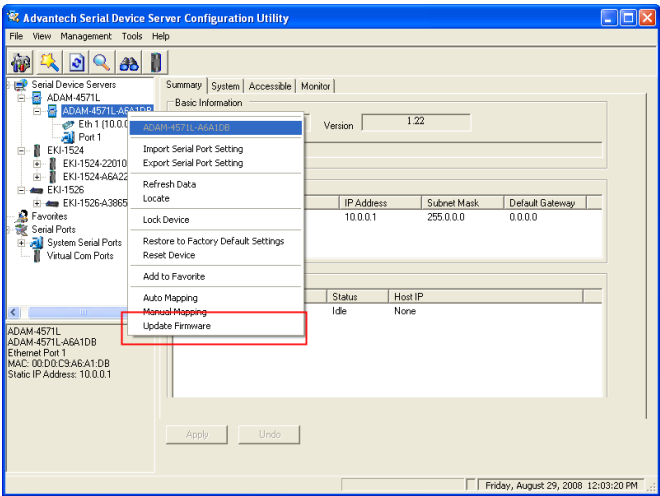 Advantech Serial Device Server Configuration Utility
File View Management Tools Help
Serial Device Servers
ADAM-4571L
ADAM-4571L-A6A1DB
Eth 1 (10.0.0
Port 1
EKI-1524
EKI-1524-22010
EKI-1524-A6A22
EKI-1526
EKI-1526-A3865
Favorites
Serial Ports
System Serial Ports
Virtual Com Ports
Summary System Accessible Monitor
Basic Information
Version 1.22
IP Address Subnet Mask Default Gateway
10.0.0.1 255.0.0.0 0.0.0.0
Status Host IP
Idle None
ADAM-4571L-A6A1DB
Import Serial Port Setting
Export Serial Port Setting
Refresh Data
Locate
Lock Device
Restore to Factory Default Settings
Reset Device
Add to Favorite
Auto Mapping
Manual Mapping
Update Firmware
ADAM-4571L
ADAM-4571L-A6A1DB
Ethernet Port 1
MAC: 00:D0:C9:A6:A1:DB
Static IP Address: 10.0.0.1
Apply Undo
Friday, August 29, 2008 12:03:20 PM